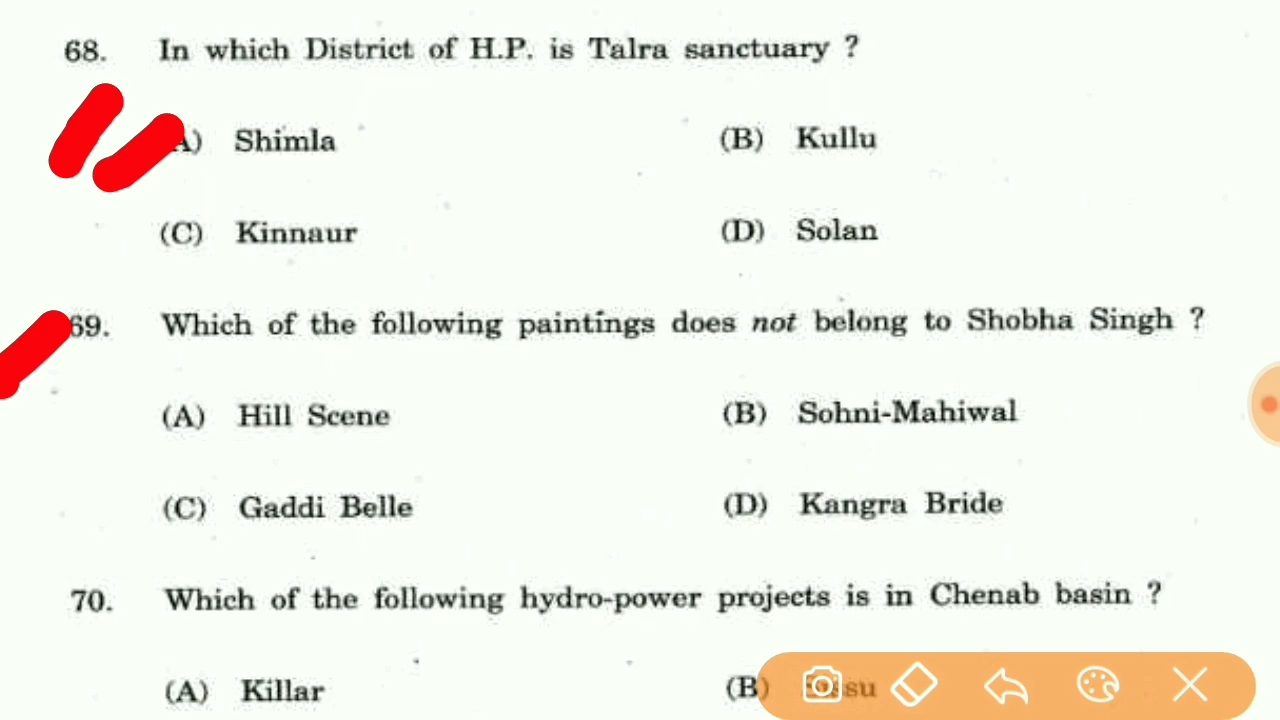 68. In which District of H.P. is Talra sanctuary ?
A) Shimla (B) Kullu
(C) Kinnaur (D) Solan
69. Which of the following paintings does not belong to Shobha Singh ?
(A) Hill Scene (B) Sohni-Mahiwal
(C) Gaddi Belle (D) Kangra Bride
70. Which of the following hydro-power projects is in Chenab basin ?
(A) Killar (B)